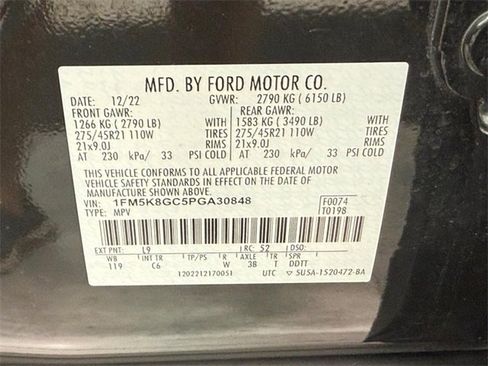 MFD. BY FORD MOTOR CO.
DATE: 12/22 GVWR: 2790 KG ( 6150 LB)
FRONT GAWR: REAR GAWR:
1266 KG ( 2790 LB) WITH 1583 KG ( 3490 LB) WITH
275/45R21 110W TIRES 275/45R21 110W TIRES
21x9.0J RIMS 21x9.0J RIMS
AT 230 kPa/ 33 PSI COLD AT 230 kPa/ 33 PSI COLD
THIS VEHICLE CONFORMS TO ALL APPLICABLE FEDERAL MOTOR
VEHICLE SAFETY AND THEFT PREVENTION STANDARDS IN EFFECT ON
THE DATE OF MANUFACTURE SHOWN ABOVE.
VIN: 1FM5K8GC5PGA30848 F0074
TYPE: MPV T0198
EXT PNT: L9 RC: 52 DSO:
WB INT TR TP/PS R AXLE TR SPR
119 C6 W 3B T DDTT
1202212170051 UTC ▽ SU5A-1520472-BA